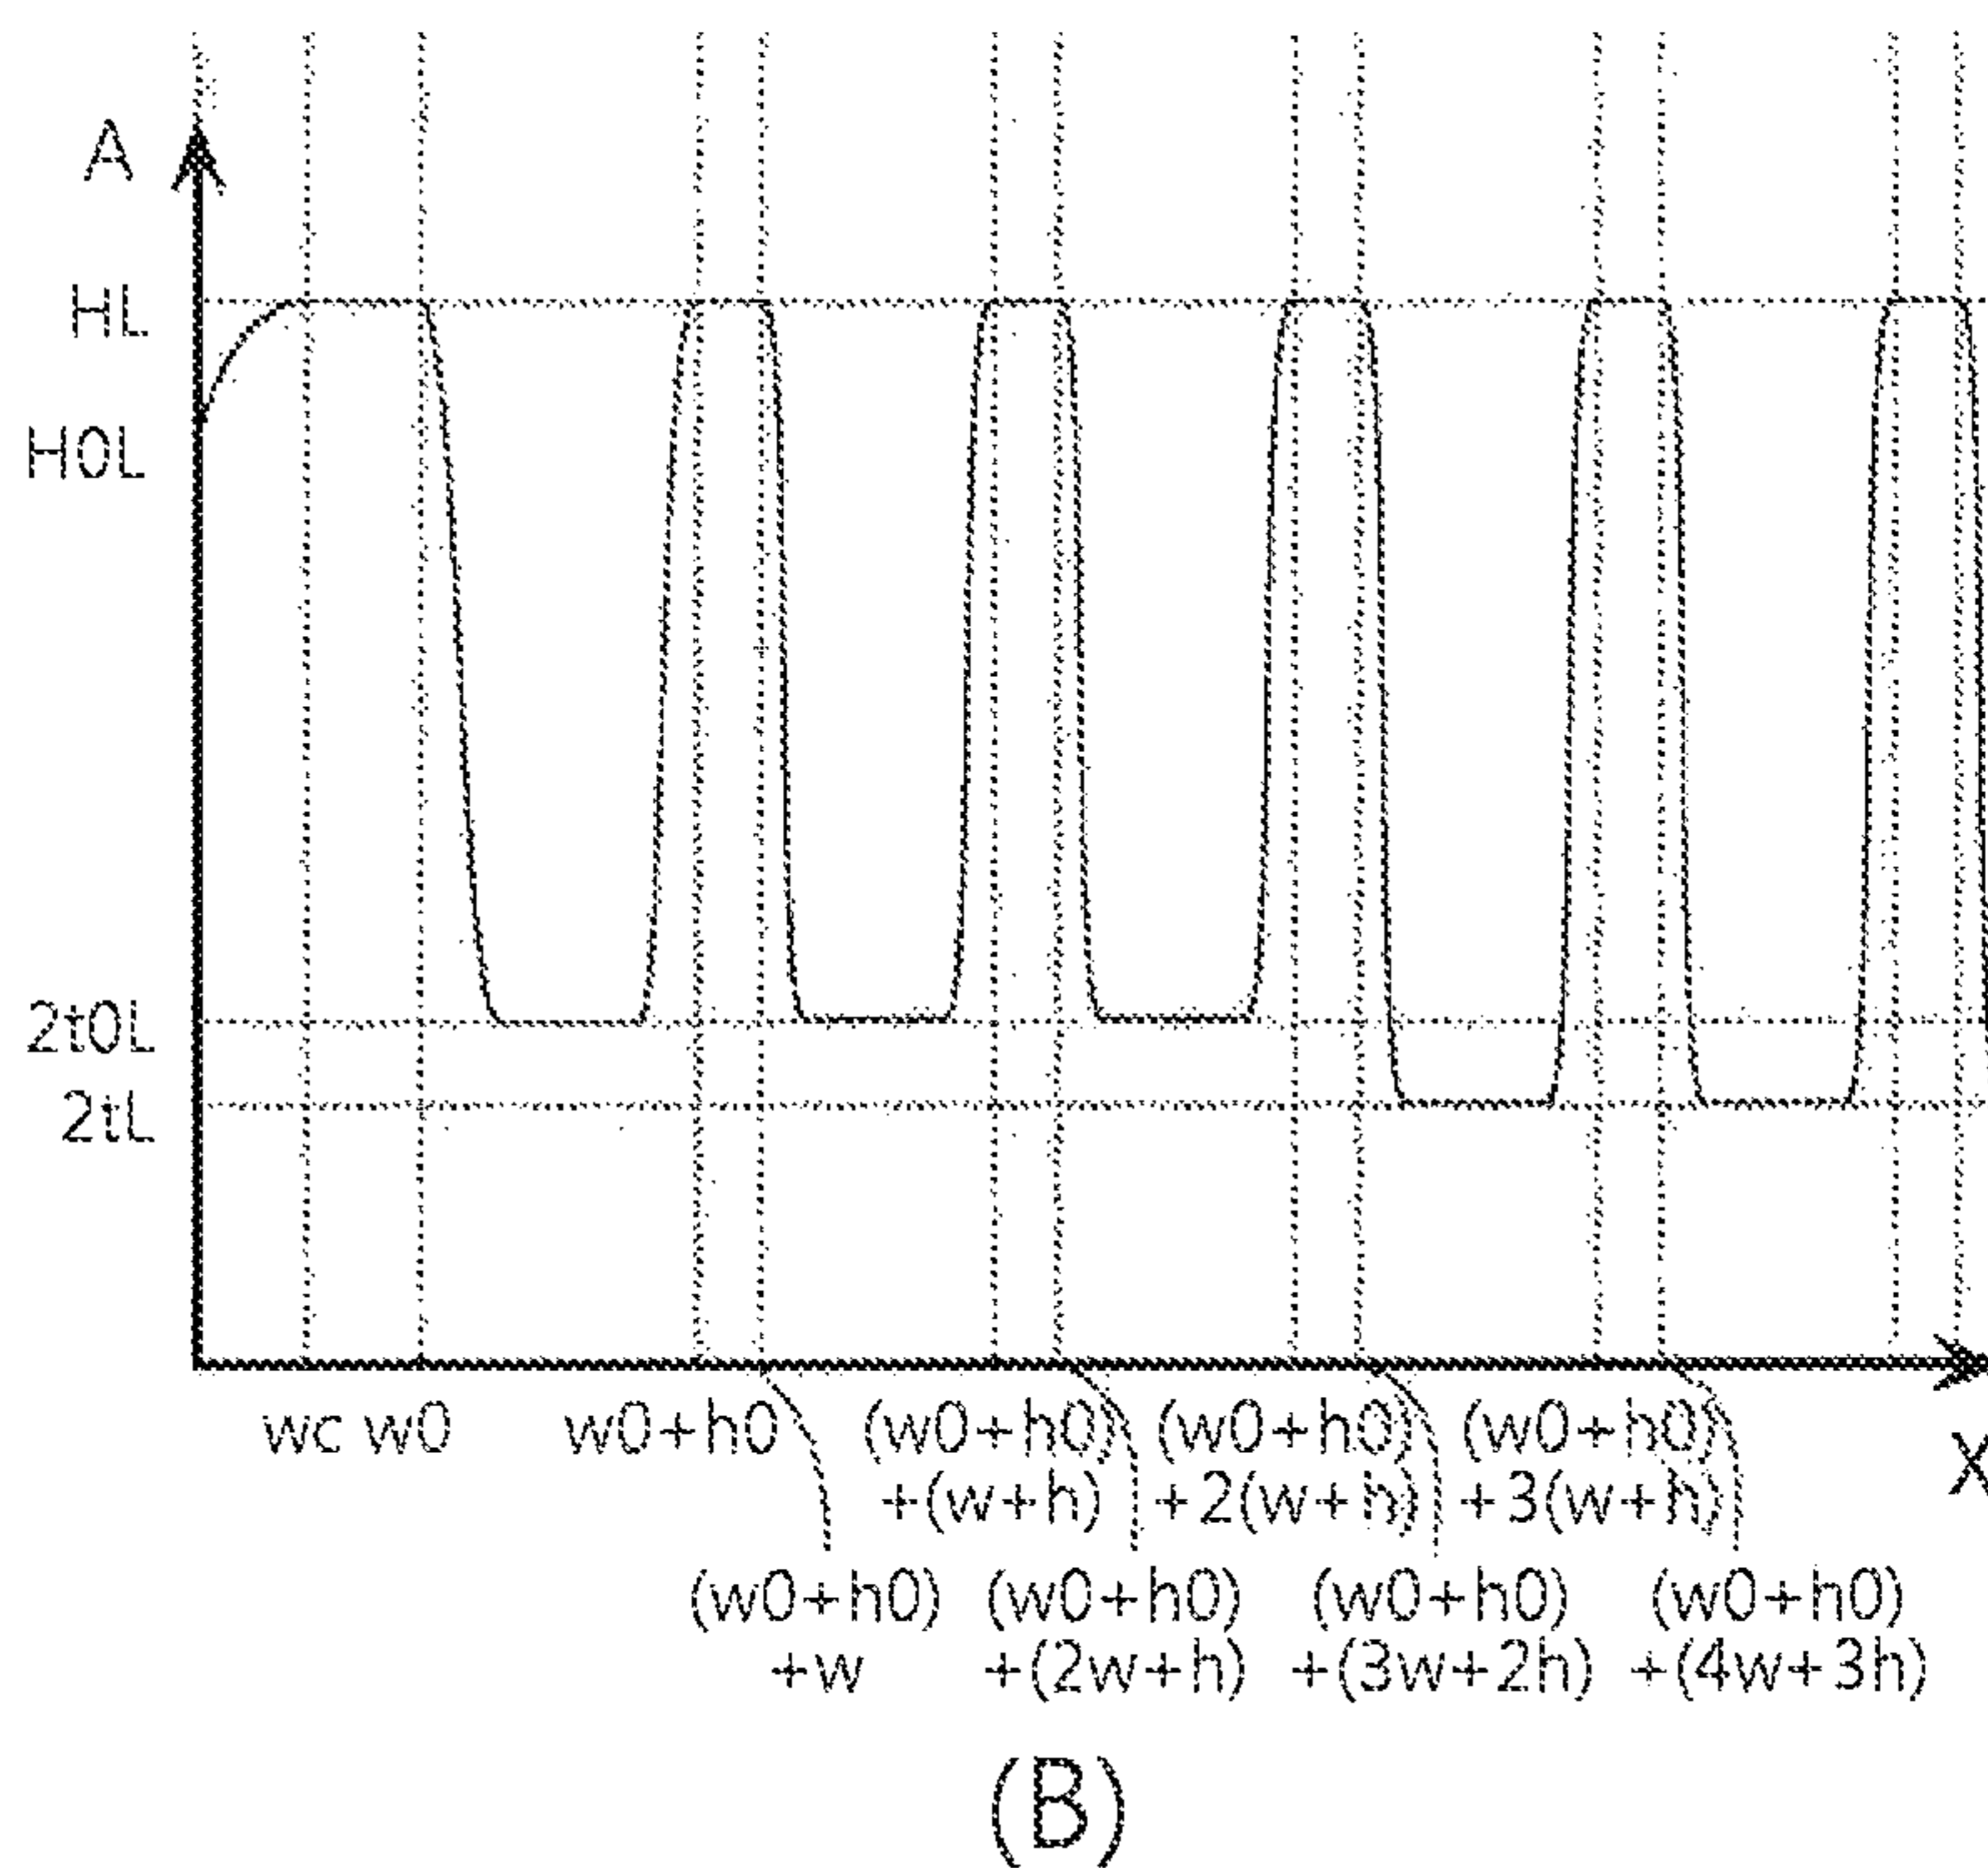 A
HL
H0L
2t0L
2tL
wc w0 w0+h0 (w0+h0) (w0+h0) (w0+h0)
+(w+h) +2(w+h) +3(w+h)
X
(w0+h0) (w0+h0) (w0+h0) (w0+h0)
+w +(2w+h) +(3w+2h) +(4w+3h)
(B)